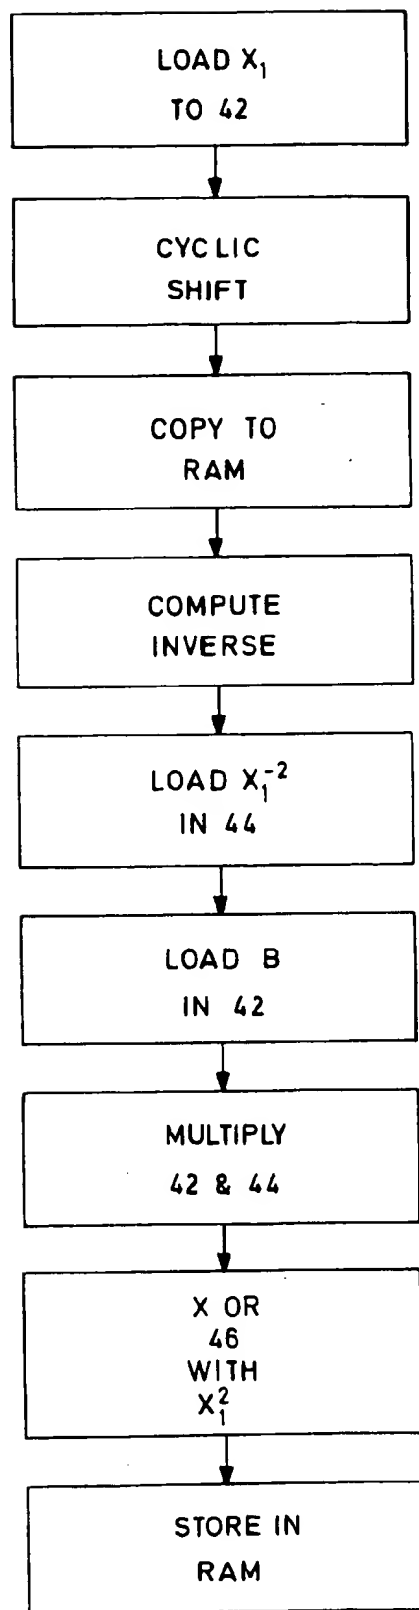 LOAD X₁
TO 42
CYCLIC
SHIFT
COPY TO
RAM
COMPUTE
INVERSE
LOAD X₁⁻²
IN 44
LOAD B
IN 42
MULTIPLY
42 & 44
X OR
46
WITH
X₁²
STORE IN
RAM